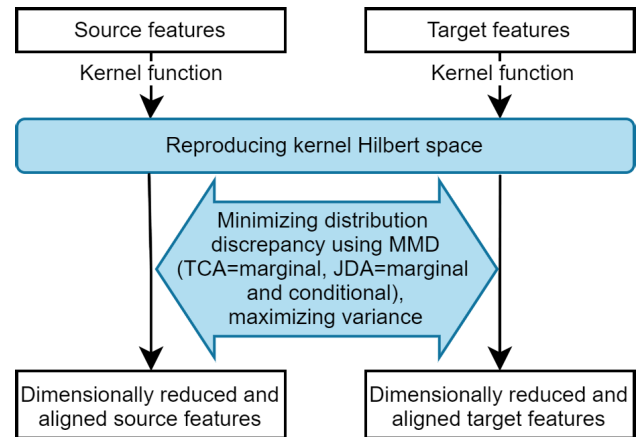 Source features
Target features
Kernel function
Kernel function
Reproducing kernel Hilbert space
Minimizing distribution
discrepancy using MMD
(TCA=marginal, JDA=marginal
and conditional),
maximizing variance
Dimensionally reduced and
aligned source features
Dimensionally reduced and
aligned target features